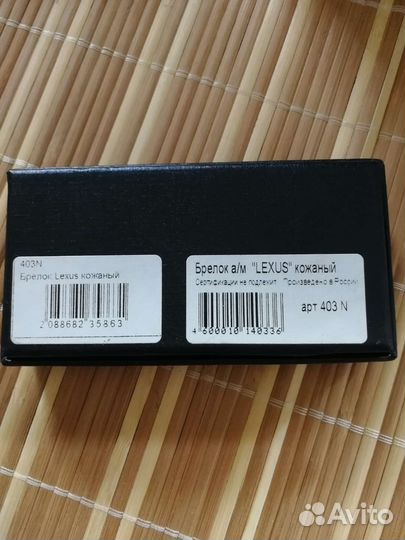 403N
Брелок Lexus кожаный
2 088682 35863
Брелок а/м "LEXUS" кожаный
Сертификации не подлежит Произведено в России
4 600010 140336
арт 403 N
Avito